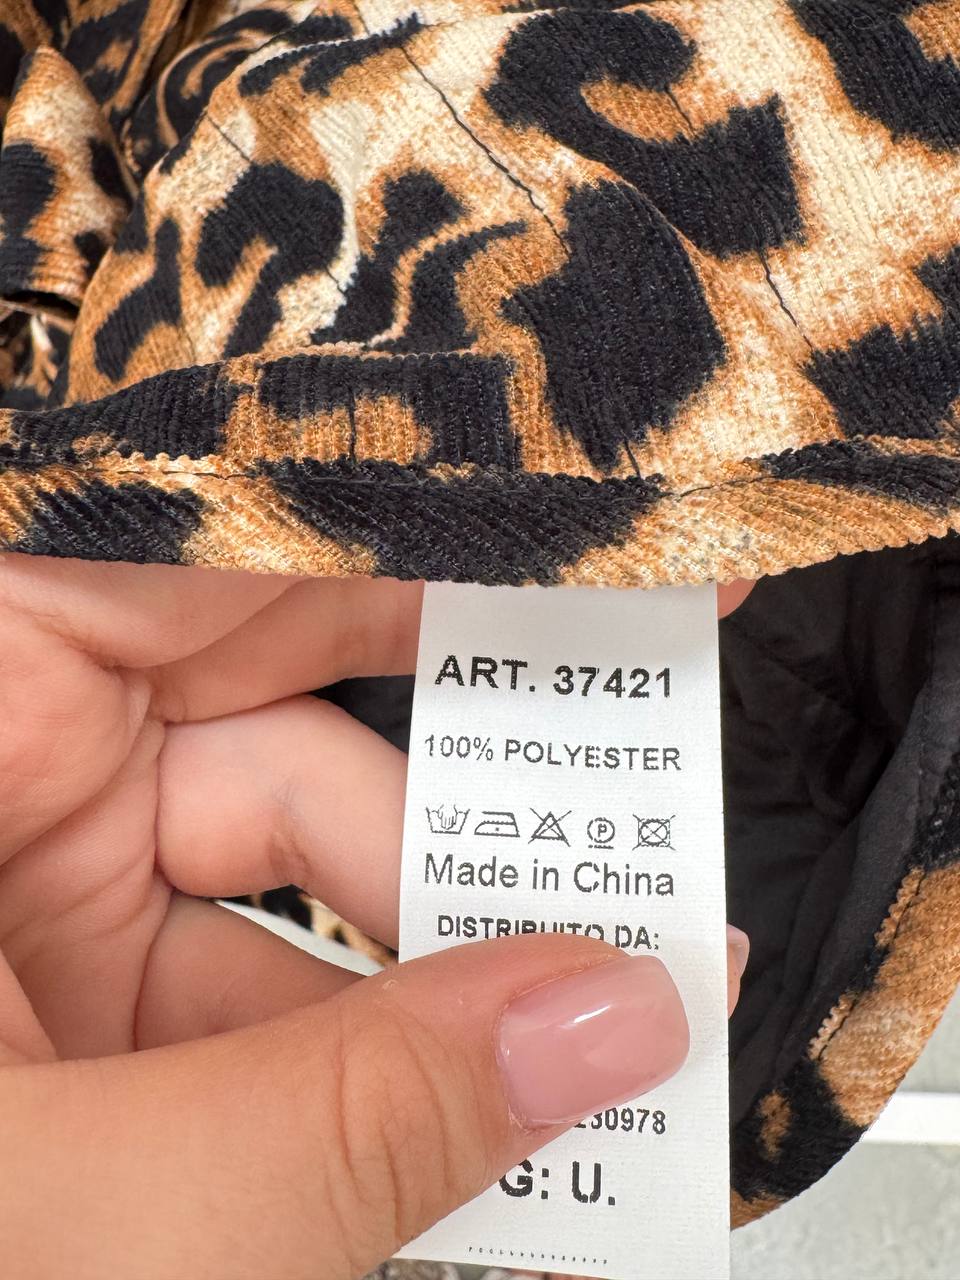 ART. 37421
100% POLYESTER
P
Made in China
DISTRIBUITO DA:
30978
G: U.